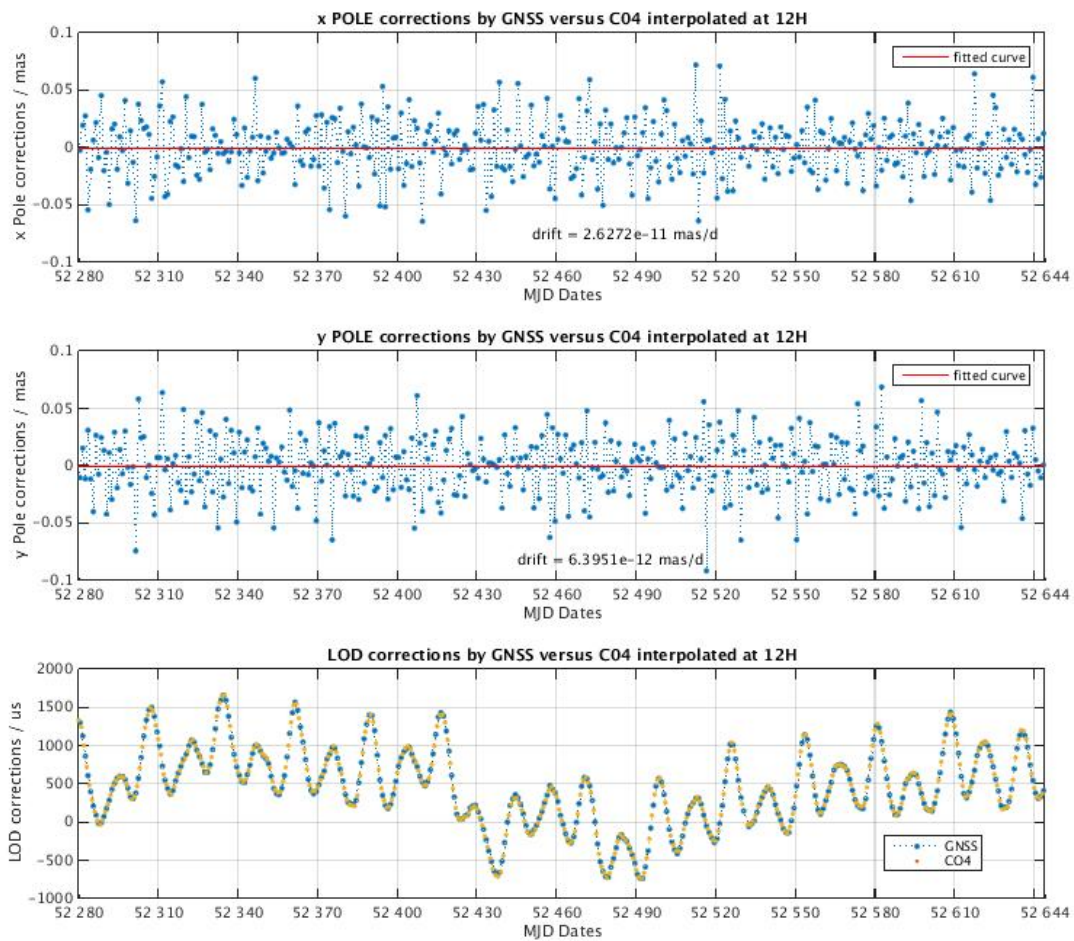 x POLE corrections by GNSS versus C04 interpolated at 12H
0.1
0.05
0
-0.05
-0.1
x Pole corrections / mas
fitted curve
drift = 2.6272e-11 mas/d
52 280 52 310 52 340 52 370 52 400 52 430 52 460 52 490 52 520 52 550 52 580 52 610 52 644
MJD Dates
y POLE corrections by GNSS versus C04 interpolated at 12H
0.1
0.05
0
-0.05
-0.1
y Pole corrections / mas
fitted curve
drift = 6.3951e-12 mas/d
52 280 52 310 52 340 52 370 52 400 52 430 52 460 52 490 52 520 52 550 52 580 52 610 52 644
MJD Dates
LOD corrections by GNSS versus C04 interpolated at 12H
2000
1500
1000
500
0
-500
-1000
LOD corrections / us
GNSS
CO4
52 280 52 310 52 340 52 370 52 400 52 430 52 460 52 490 52 520 52 550 52 580 52 610 52 644
MJD Dates